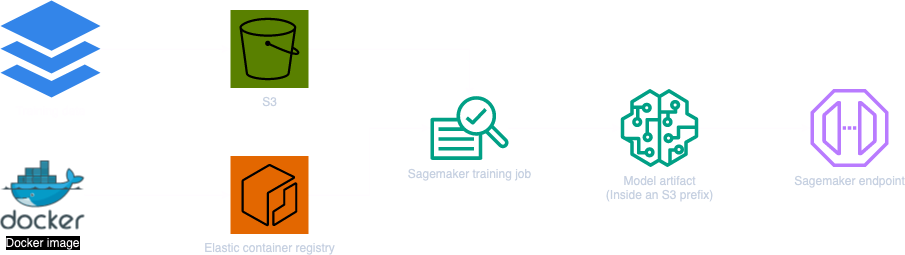 S3
Sagemaker training job
Model artifact
(Inside an S3 prefix)
Sagemaker endpoint
docker
Docker image
Elastic container registry